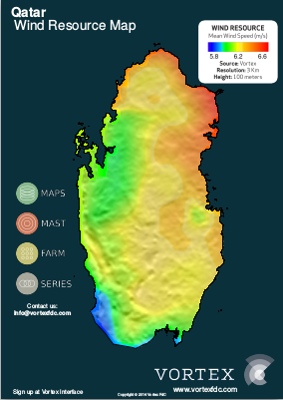 Qatar
Wind Resource Map
WIND RESOURCE
Mean Wind Speed (m/s)
5.8 6.2 6.6
Source: Vortex
Resolution: 3 Km
Height: 100 meters
MAPS
MAST
FARM
SERIES
Contact us:
info@vortexfdc.com
VORTEX
www.vortexfdc.com
Sign up at Vortex Interface
Copyright © 2014 Vortex F&C